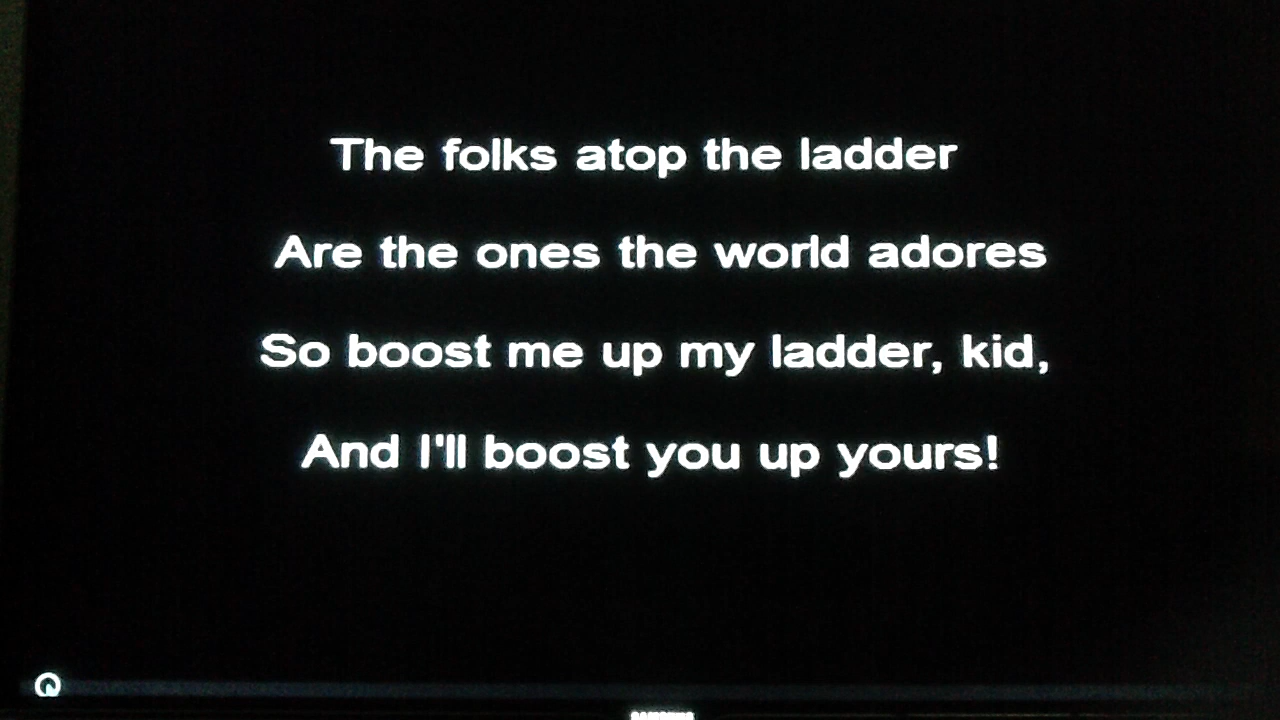 The folks atop the ladder
Are the ones the world adores
So boost me up my ladder, kid,
And I'll boost you up yours!